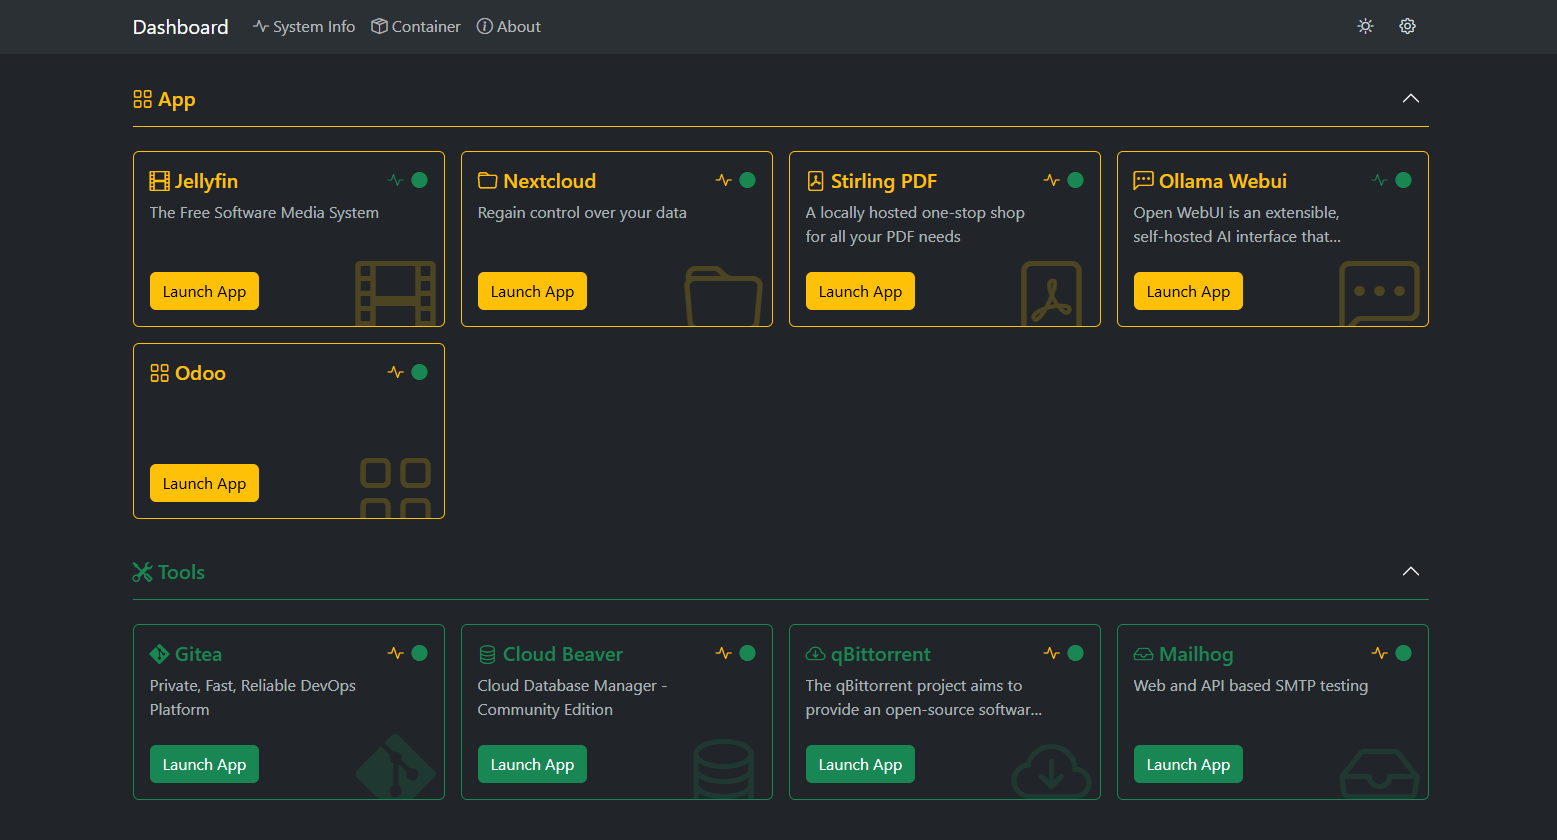 Dashboard System Info Container About
App
Jellyfin
The Free Software Media System
Launch App
Nextcloud
Regain control over your data
Launch App
Stirling PDF
A locally hosted one-stop shop
for all your PDF needs
Launch App
Ollama Webui
Open WebUI is an extensible,
self-hosted AI interface that...
Launch App
Odoo
Launch App
Tools
Gitea
Private, Fast, Reliable DevOps
Platform
Launch App
Cloud Beaver
Cloud Database Manager -
Community Edition
Launch App
qBittorrent
The qBittorrent project aims to
provide an open-source softwar...
Launch App
Mailhog
Web and API based SMTP testing
Launch App